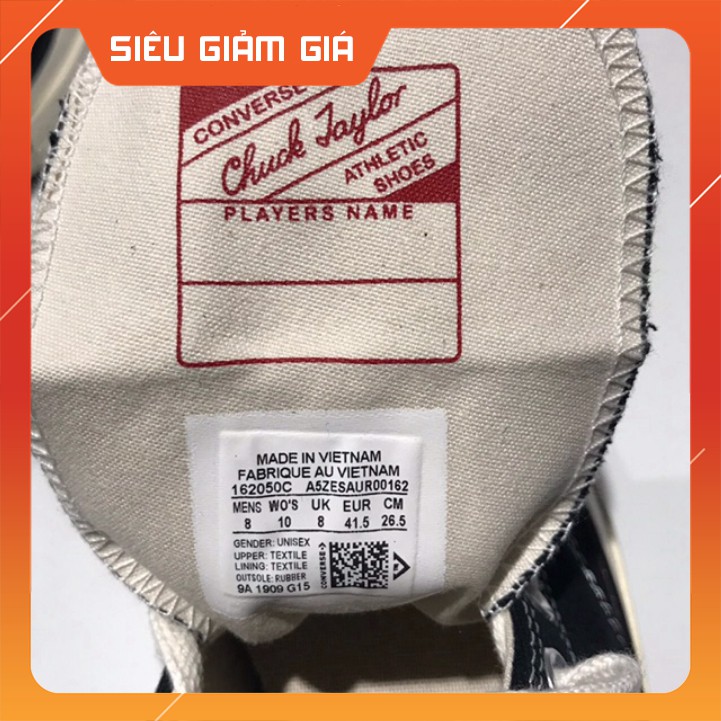 SIÊU GIẢM GIÁ
CONVERSE
Chuck Taylor
ATHLETIC
SHOES
PLAYERS NAME
MADE IN VIETNAM
FABRIQUE AU VIETNAM
162050C A5ZESAUR00162
MENS WO'S UK EUR CM
8 10 8 41.5 26.5
GENDER: UNISEX
UPPER: TEXTILE
LINING: TEXTILE
OUTSOLE: RUBBER
9A 1909 G15
CONVERSE